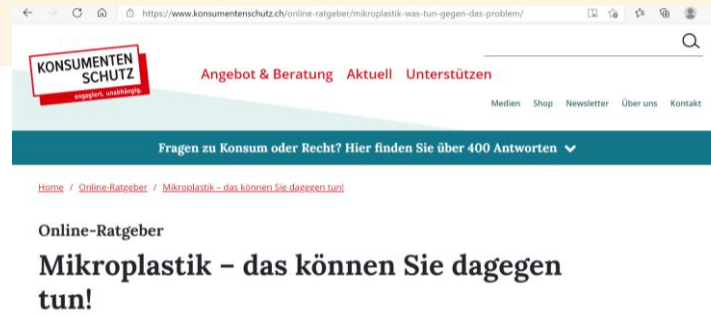 https://www.konsumentenschutz.ch/online-ratgeber/mikroplastik-was-tun-gegen-das-problem/
KONSUMENTEN
SCHUTZ
engagiert, unabhängig.
Angebot & Beratung Aktuell Unterstützen
Medien Shop Newsletter Über uns Kontakt
Fragen zu Konsum oder Recht? Hier finden Sie über 400 Antworten
Home / Online-Ratgeber / Mikroplastik – das können Sie dagegen tun!
Online-Ratgeber
Mikroplastik – das können Sie dagegen
tun!